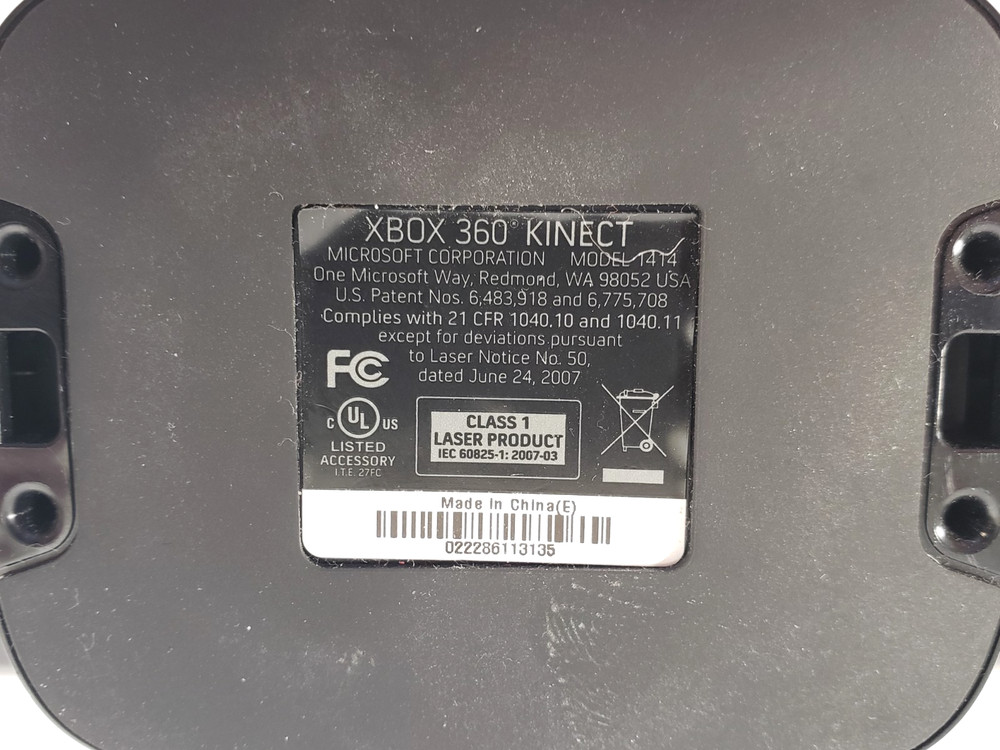 XBOX 360® KINECT
MICROSOFT CORPORATION MODEL 1414
One Microsoft Way, Redmond, WA 98052 USA
U.S. Patent Nos. 6,483,918 and 6,775,708
Complies with 21 CFR 1040.10 and 1040.11
except for deviations pursuant
to Laser Notice No. 50,
dated June 24, 2007
FC
C UL US
LISTED
ACCESSORY
I.T.E. 27FC
CLASS 1
LASER PRODUCT
IEC 60825-1: 2007-03
Made in China(E)
022286113135